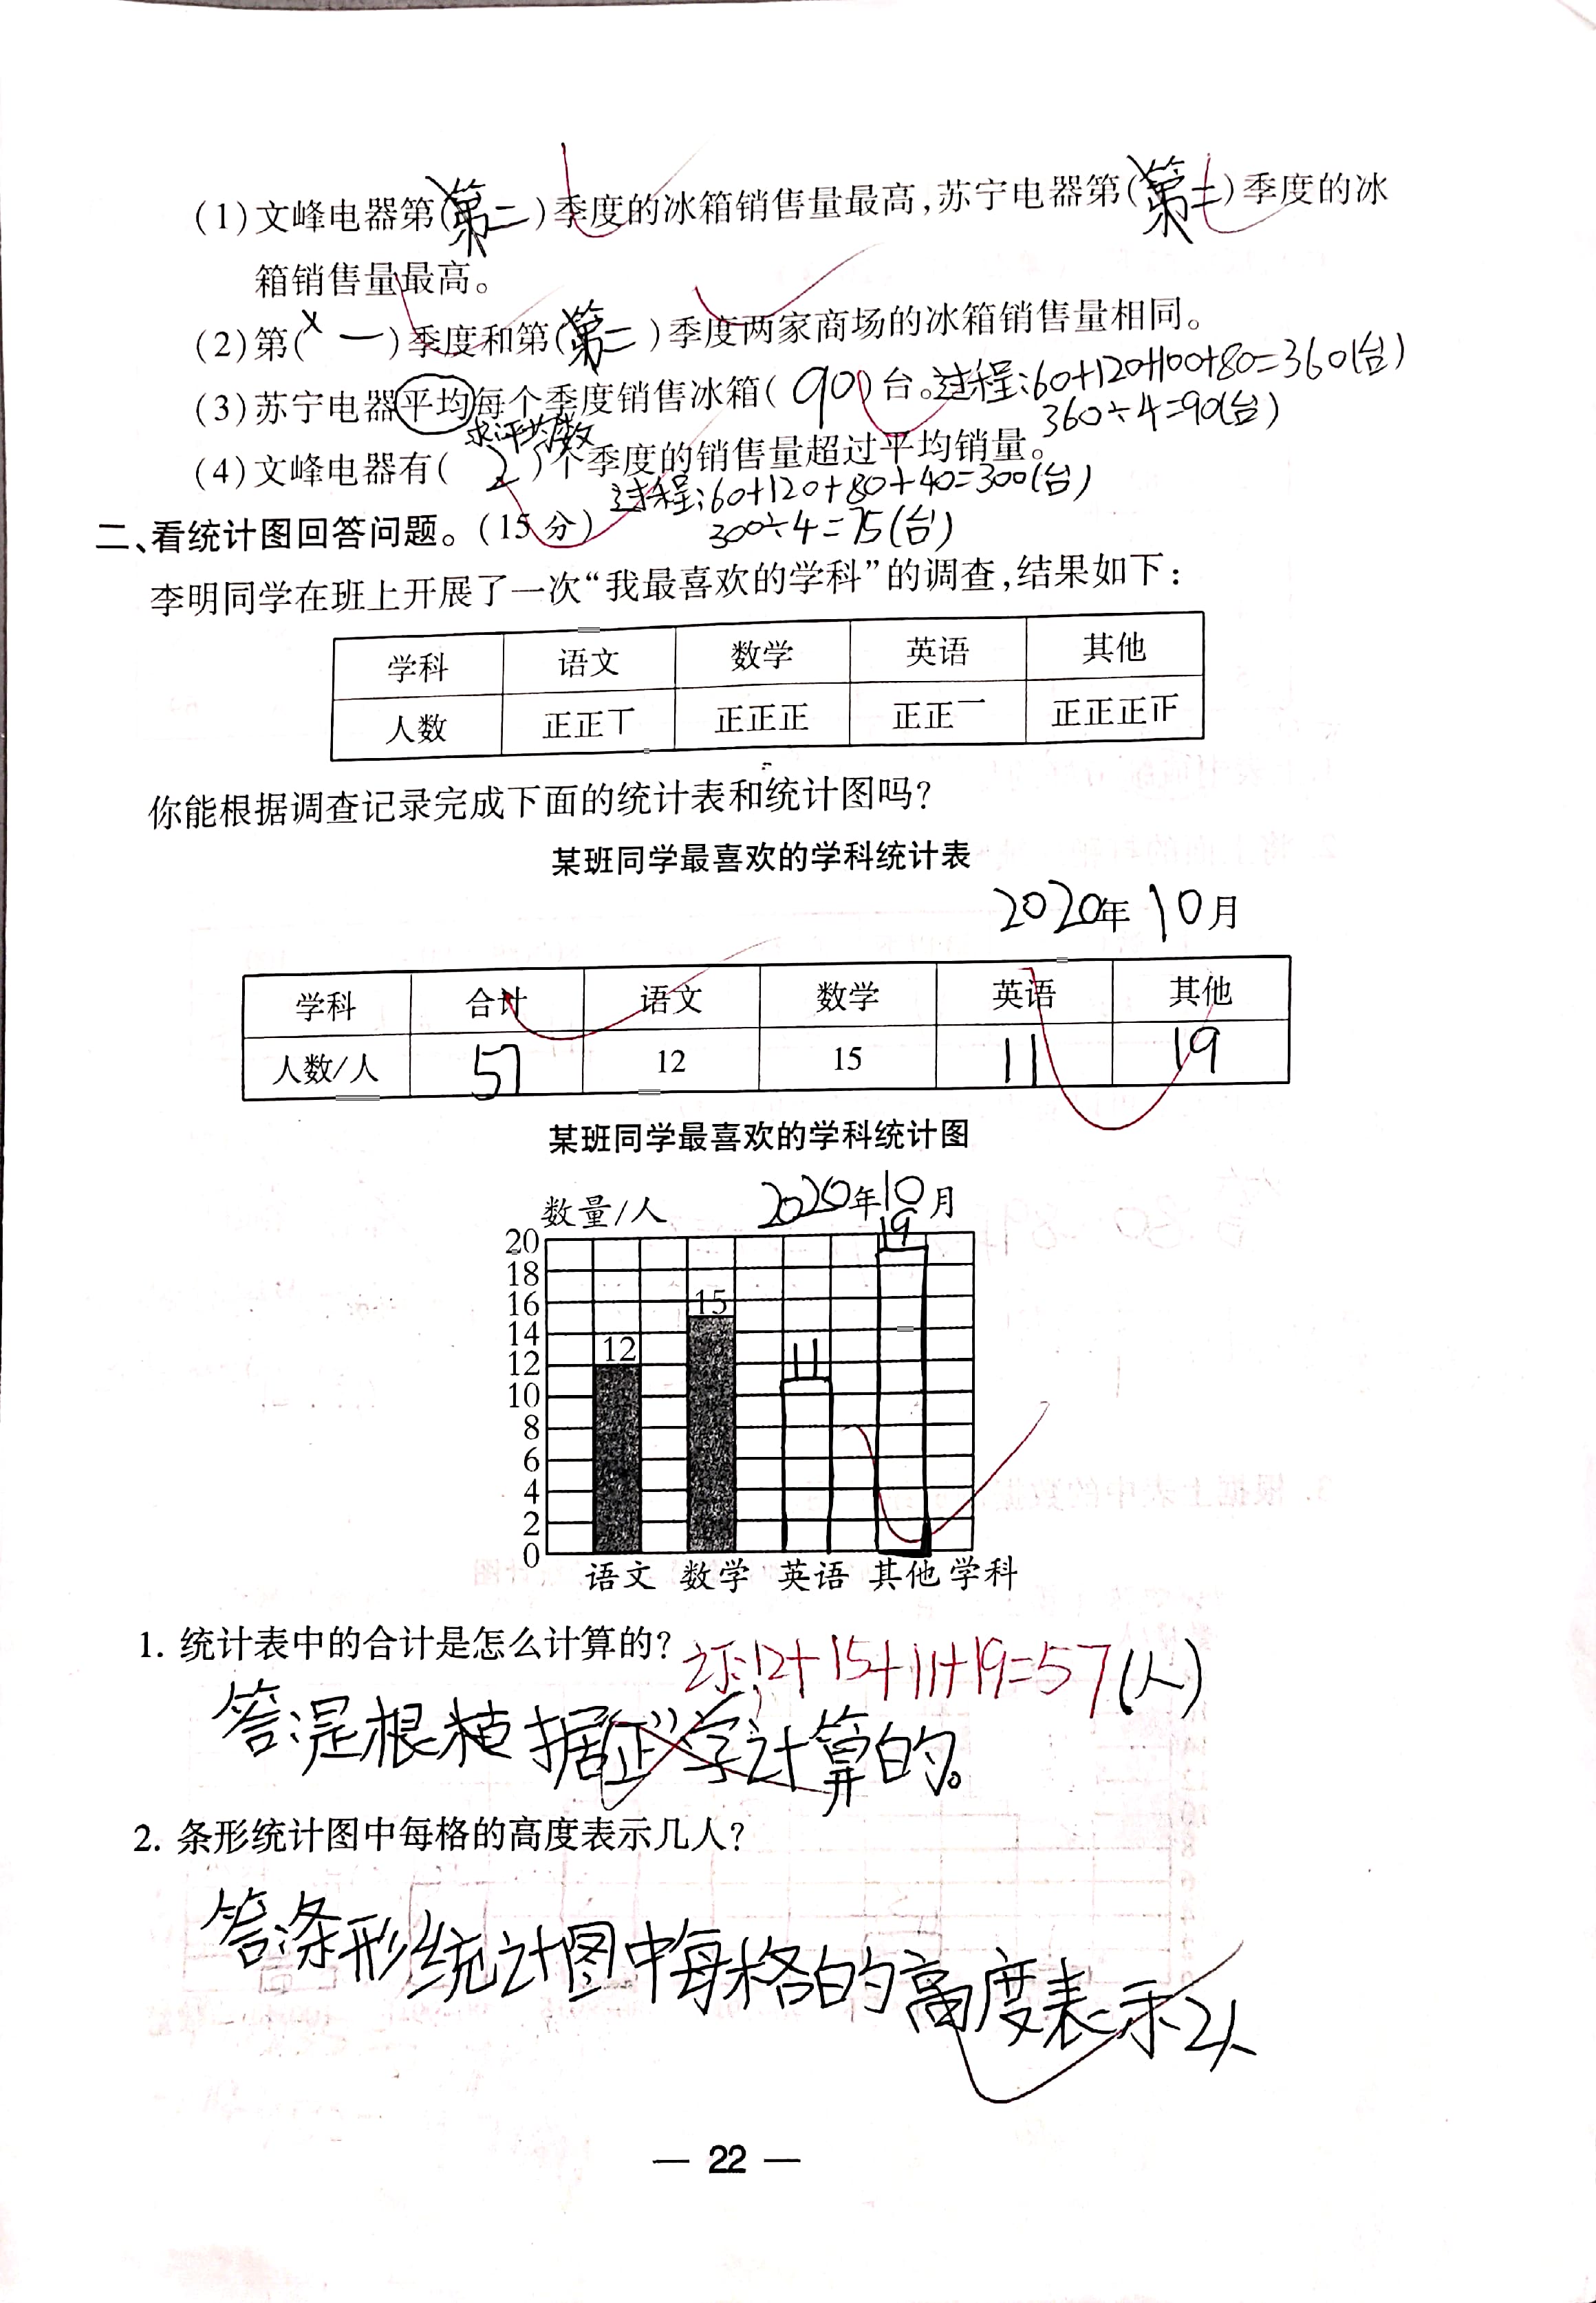 (1)文峰电器第(第二)季度的冰箱销售量最高,苏宁电器第(第二)季度的冰
箱销售量最高。
(2)第(一)季度和第(第二)季度两家商场的冰箱销售量相同。
(3)苏宁电器平均每个季度销售冰箱(90)台。过程:60+120+100+80=360(台)
360÷4=90(台)
求平均数
(4)文峰电器有(2)个季度的销售量超过平均销量。
过程:60+120+80+40=300(台)
300÷4=75(台)
二、看统计图回答问题。(15分)
李明同学在班上开展了一次“我最喜欢的学科”的调查,结果如下:
学科 语文 数学 英语 其他
人数 正正丅 正正正 正正一 正正正
你能根据调查记录完成下面的统计表和统计图吗?
某班同学最喜欢的学科统计表
2020年10月
学科 合计 语文 数学 英语 其他
人数/人 57 12 15 11 19
某班同学最喜欢的学科统计图
数量/人 2020年10月
19
20
18
16 15
14
12 12 11
10
8
6
4
2
0
语文 数学 英语 其他 学科
1. 统计表中的合计是怎么计算的?
正:12+15+11+19=57(人)
答:是根据“正”字计算的。
2. 条形统计图中每格的高度表示几人?
答:条形统计图中每格的高度表示2人
— 22 —